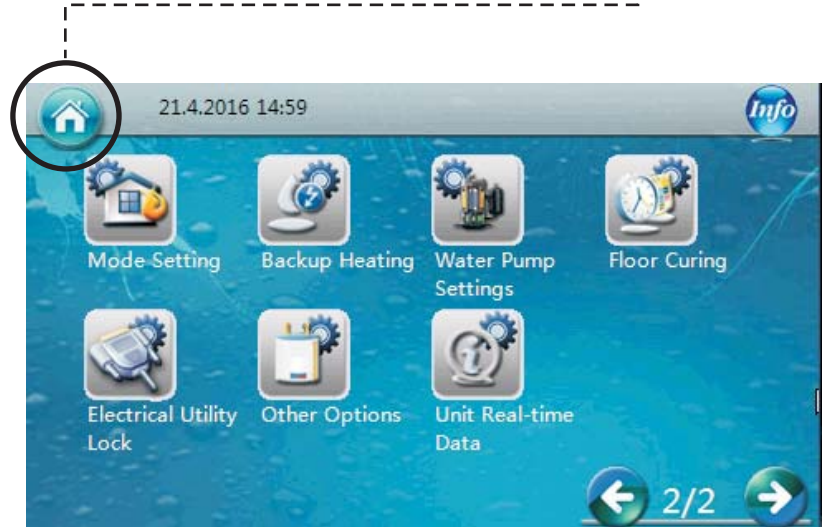 21.4.2016 14:59
Info
Mode Setting
Backup Heating
Water Pump
Settings
Floor Curing
Electrical Utility
Lock
Other Options
Unit Real-time
Data
2/2